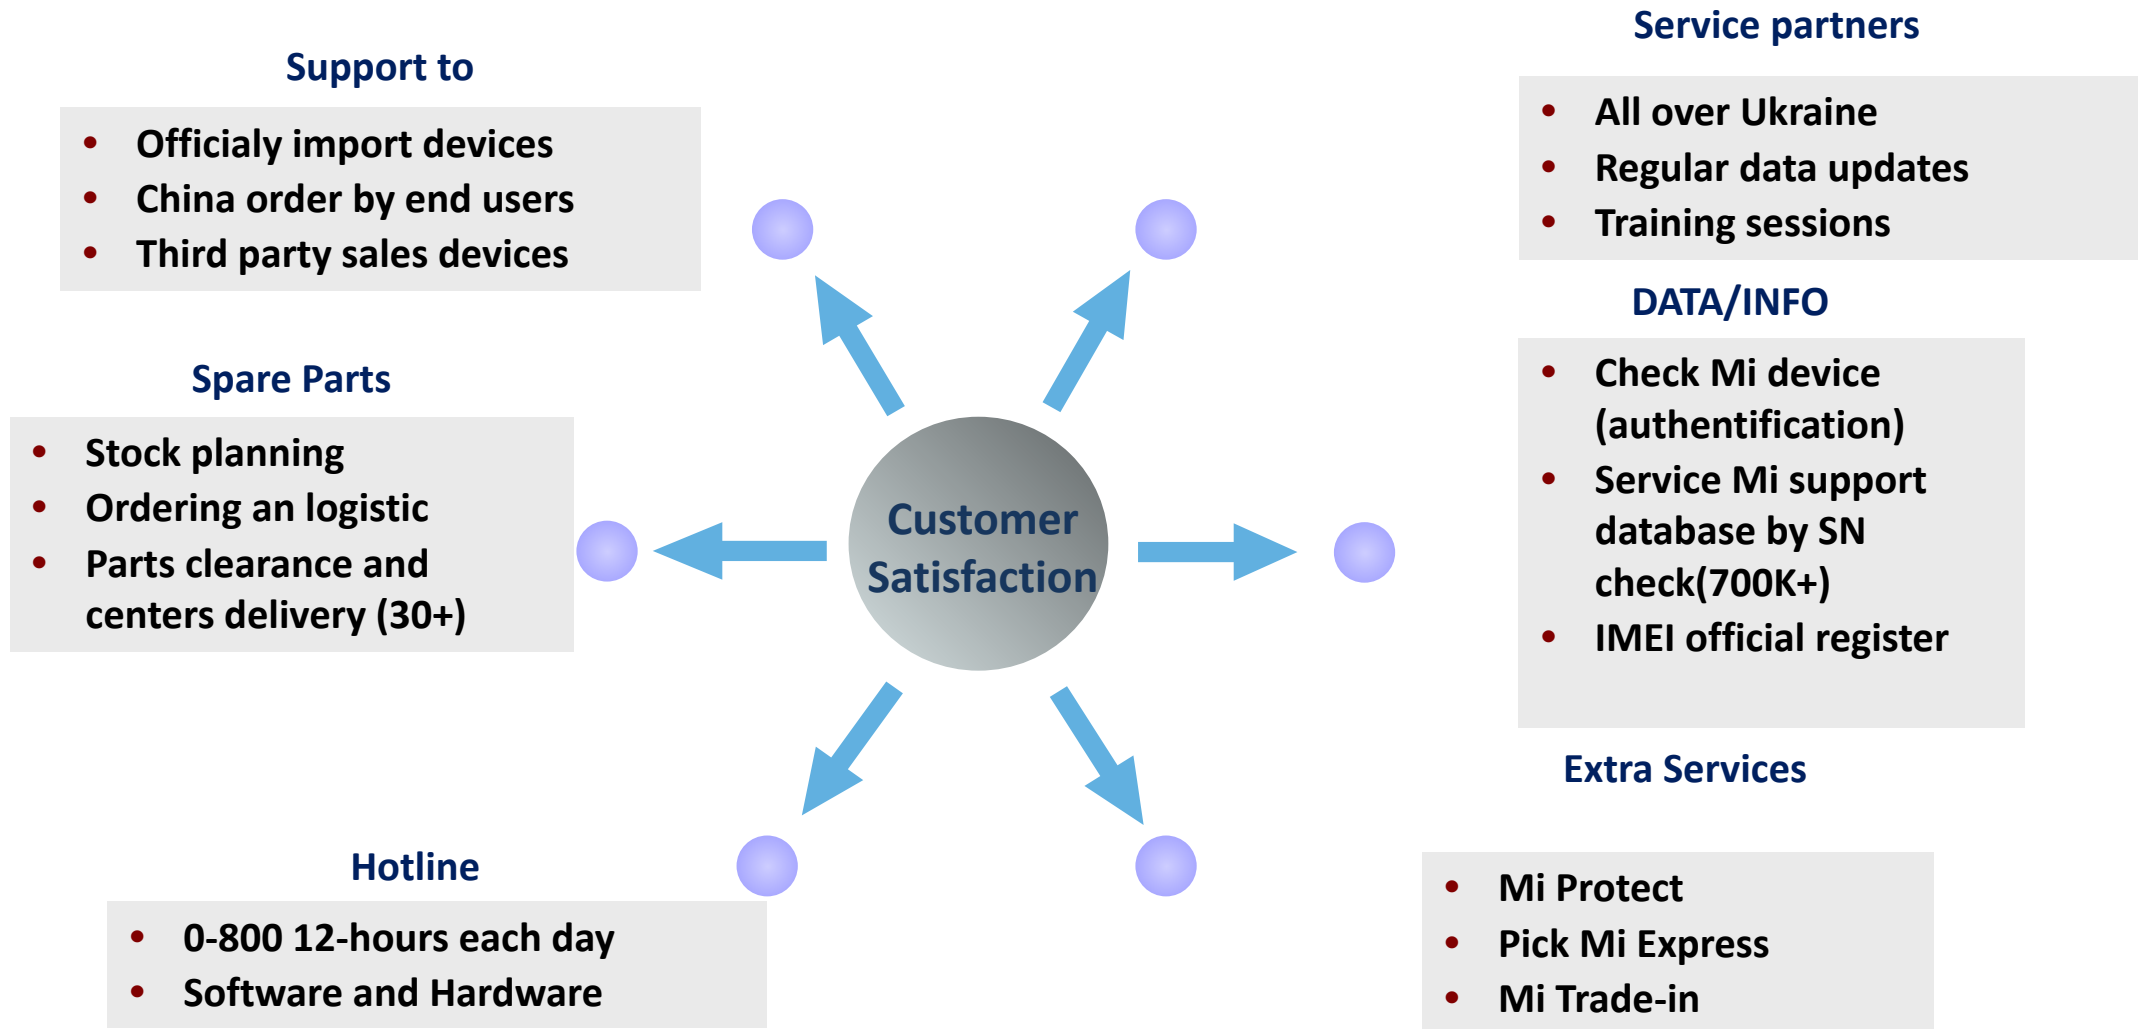 Support to
• Officialy import devices
• China order by end users
• Third party sales devices
Spare Parts
• Stock planning
• Ordering an logistic
• Parts clearance and
centers delivery (30+)
Hotline
• 0-800 12-hours each day
• Software and Hardware
Customer
Satisfaction
Service partners
• All over Ukraine
• Regular data updates
• Training sessions
DATA/INFO
• Check Mi device
(authentification)
• Service Mi support
database by SN
check(700K+)
• IMEI official register
Extra Services
• Mi Protect
• Pick Mi Express
• Mi Trade-in